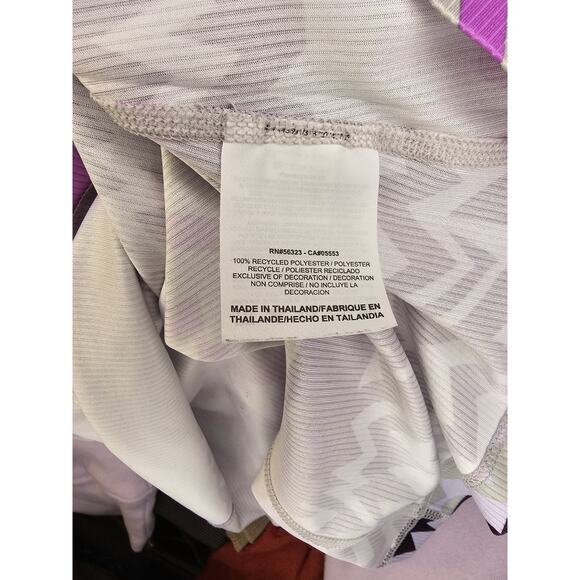 RN#56323 - CA#05553
100% RECYCLED POLYESTER / POLYESTER
RECYCLE / POLIESTER RECICLADO
EXCLUSIVE OF DECORATION / DECORATION
NON COMPRISE / NO INCLUYE LA
DECORACION
MADE IN THAILAND/FABRIQUE EN
THAILANDE/HECHO EN TAILANDIA